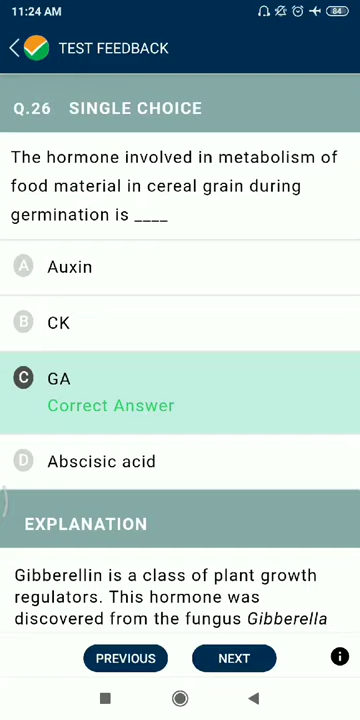 11:24 AM
84
TEST FEEDBACK
Q.26 SINGLE CHOICE
The hormone involved in metabolism of
food material in cereal grain during
germination is ____
A Auxin
B CK
C GA
Correct Answer
D Abscisic acid
EXPLANATION
Gibberellin is a class of plant growth
regulators. This hormone was
discovered from the fungus Gibberella
PREVIOUS NEXT